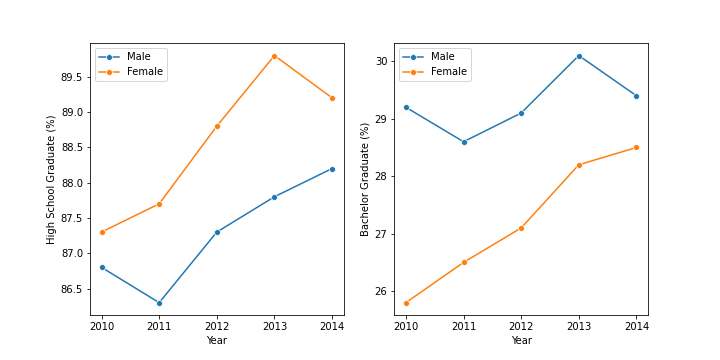 Male
Female
89.5
89.0
88.5
88.0
87.5
87.0
86.5
High School Graduate (%)
2010 2011 2012 2013 2014
Year
Male
Female
30
29
28
27
26
Bachelor Graduate (%)
2010 2011 2012 2013 2014
Year